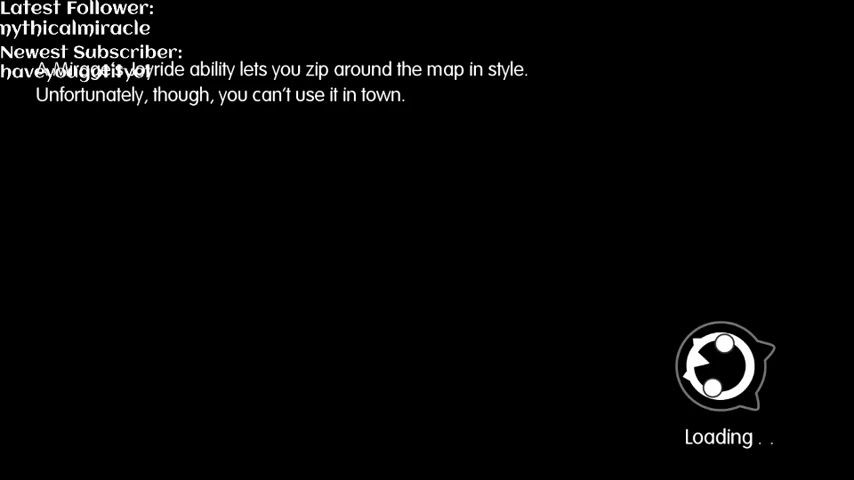 Latest Follower:
mythicalmiracle
Newest Subscriber:
A Mirage's Joyride ability lets you zip around the map in style.
Unfortunately, though, you can't use it in town.
Loading . .